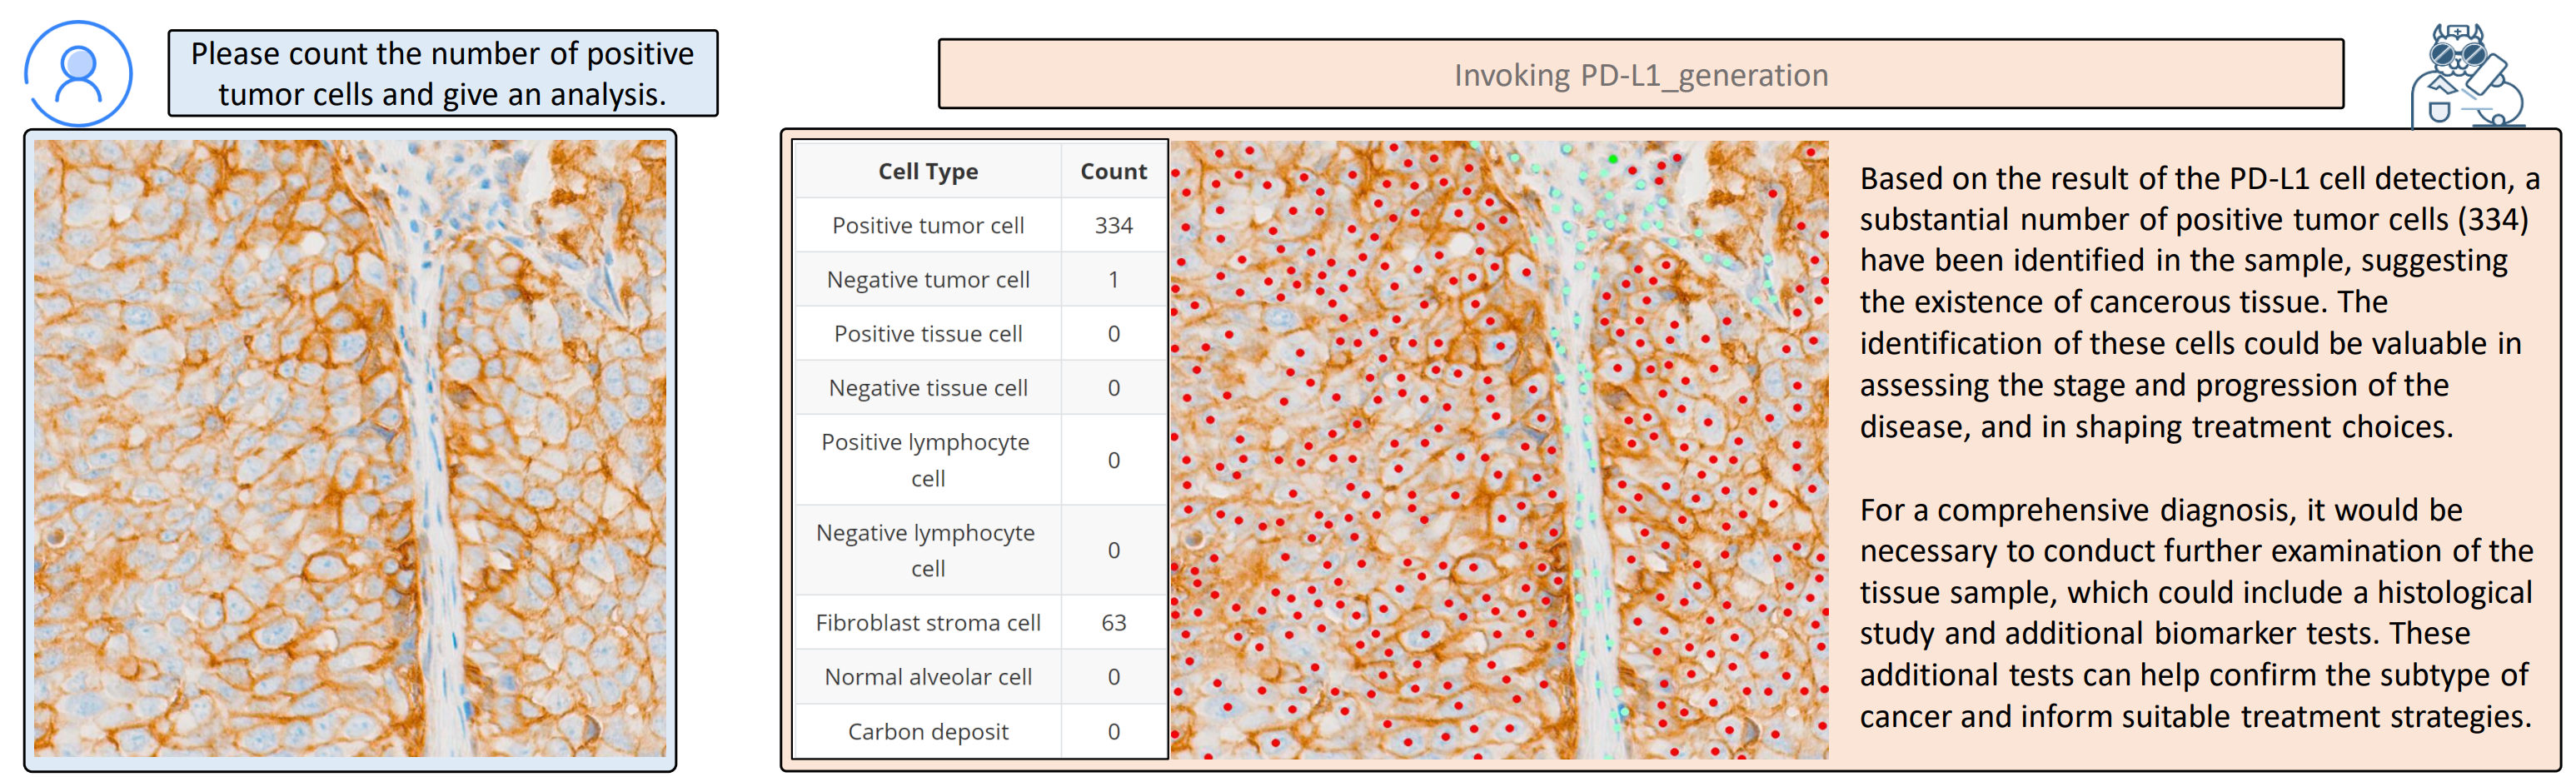 Please count the number of positive
tumor cells and give an analysis.
Invoking PD-L1_generation
Cell Type Count
Positive tumor cell 334
Negative tumor cell 1
Positive tissue cell 0
Negative tissue cell 0
Positive lymphocyte
cell 0
Negative lymphocyte
cell 0
Fibroblast stroma cell 63
Normal alveolar cell 0
Carbon deposit 0
Based on the result of the PD-L1 cell detection, a
substantial number of positive tumor cells (334)
have been identified in the sample, suggesting
the existence of cancerous tissue. The
identification of these cells could be valuable in
assessing the stage and progression of the
disease, and in shaping treatment choices.
For a comprehensive diagnosis, it would be
necessary to conduct further examination of the
tissue sample, which could include a histological
study and additional biomarker tests. These
additional tests can help confirm the subtype of
cancer and inform suitable treatment strategies.